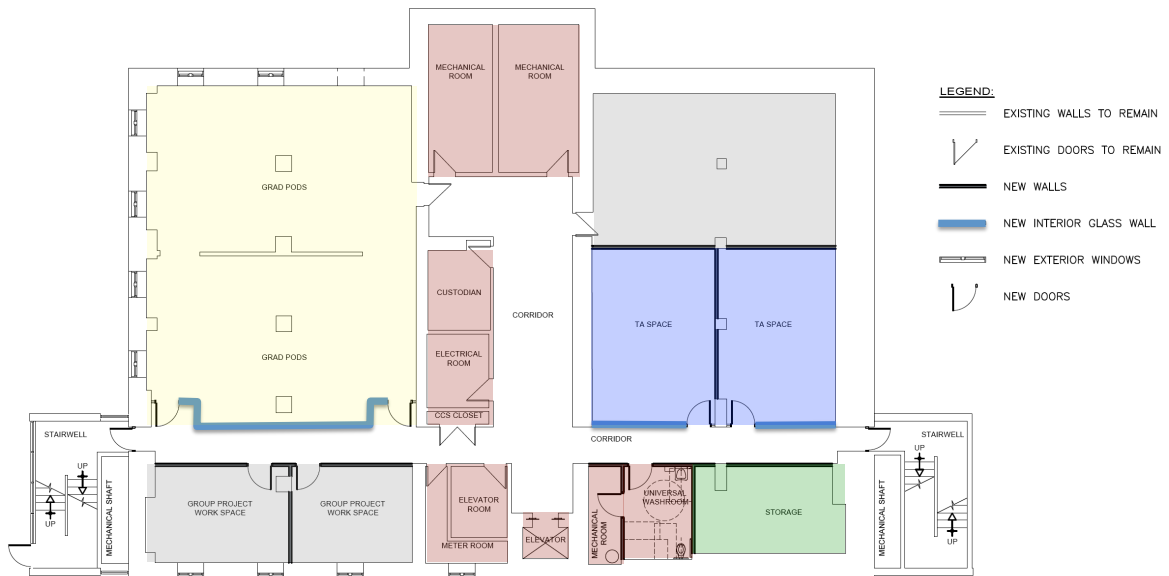 MECHANICAL
ROOM
MECHANICAL
ROOM
LEGEND:
EXISTING WALLS TO REMAIN
EXISTING DOORS TO REMAIN
NEW WALLS
NEW INTERIOR GLASS WALL
NEW EXTERIOR WINDOWS
NEW DOORS
GRAD PODS
CUSTODIAN
CORRIDOR
TA SPACE
TA SPACE
ELECTRICAL
ROOM
GRAD PODS
CCS CLOSET
CORRIDOR
STAIRWELL
UP
UP
MECHANICAL SHAFT
GROUP PROJECT
WORK SPACE
GROUP PROJECT
WORK SPACE
ELEVATOR
ROOM
METER ROOM
ELEVATOR
MECHANICAL
ROOM
UNIVERSAL
WASHROOM
STORAGE
MECHANICAL SHAFT
STAIRWELL
UP
UP